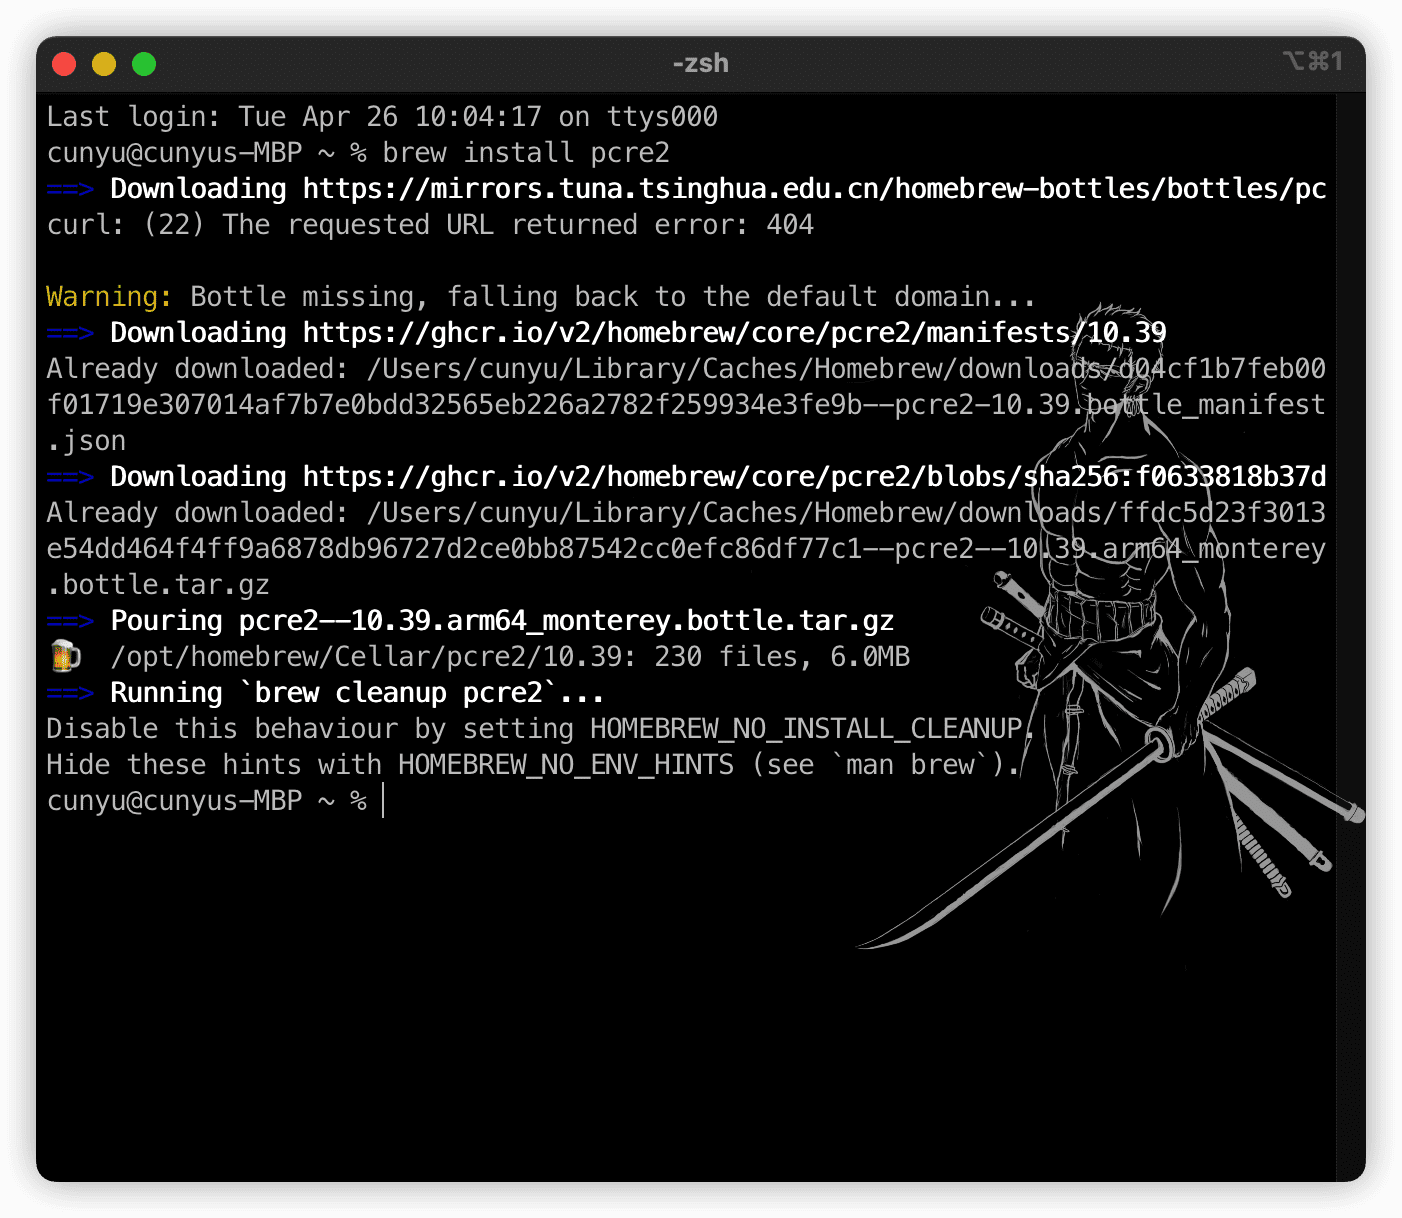 -zsh
⌥⌘1
Last login: Tue Apr 26 10:04:17 on ttys000
cunyu@cunyus-MBP ~ % brew install pcre2
==> Downloading https://mirrors.tuna.tsinghua.edu.cn/homebrew-bottles/bottles/pc
curl: (22) The requested URL returned error: 404
Warning: Bottle missing, falling back to the default domain...
==> Downloading https://ghcr.io/v2/homebrew/core/pcre2/manifests/10.39
Already downloaded: /Users/cunyu/Library/Caches/Homebrew/downloads/d04cf1b7feb00
f01719e307014af7b7e0bdd32565eb226a2782f259934e3fe9b--pcre2-10.39.bottle_manifest
.json
==> Downloading https://ghcr.io/v2/homebrew/core/pcre2/blobs/sha256:f0633818b37d
Already downloaded: /Users/cunyu/Library/Caches/Homebrew/downloads/ffdc5d23f3013
e54dd464f4ff9a6878db96727d2ce0bb87542cc0efc86df77c1--pcre2--10.39.arm64_monterey
.bottle.tar.gz
==> Pouring pcre2--10.39.arm64_monterey.bottle.tar.gz
🍺  /opt/homebrew/Cellar/pcre2/10.39: 230 files, 6.0MB
==> Running `brew cleanup pcre2`...
Disable this behaviour by setting HOMEBREW_NO_INSTALL_CLEANUP.
Hide these hints with HOMEBREW_NO_ENV_HINTS (see `man brew`).
cunyu@cunyus-MBP ~ %